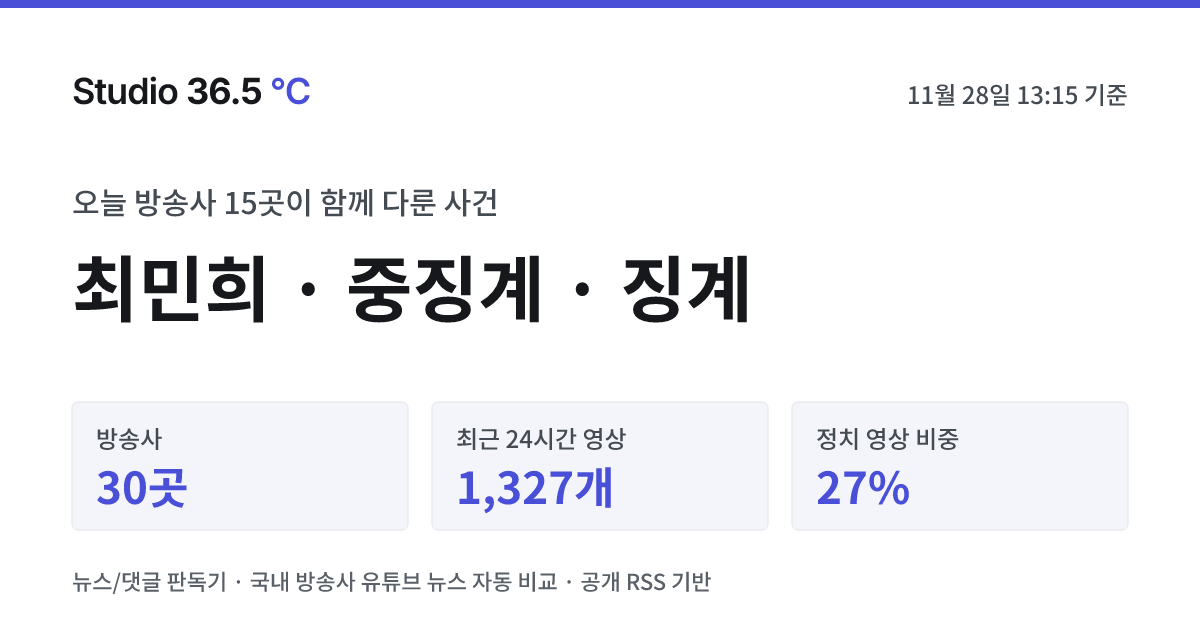 Studio 36.5 °C
11월 28일 13:15 기준
오늘 방송사 15곳이 함께 다룬 사건
최민희 · 중징계 · 징계
방송사
30곳
최근 24시간 영상
1,327개
정치 영상 비중
27%
뉴스/댓글 판독기 · 국내 방송사 유튜브 뉴스 자동 비교 · 공개 RSS 기반